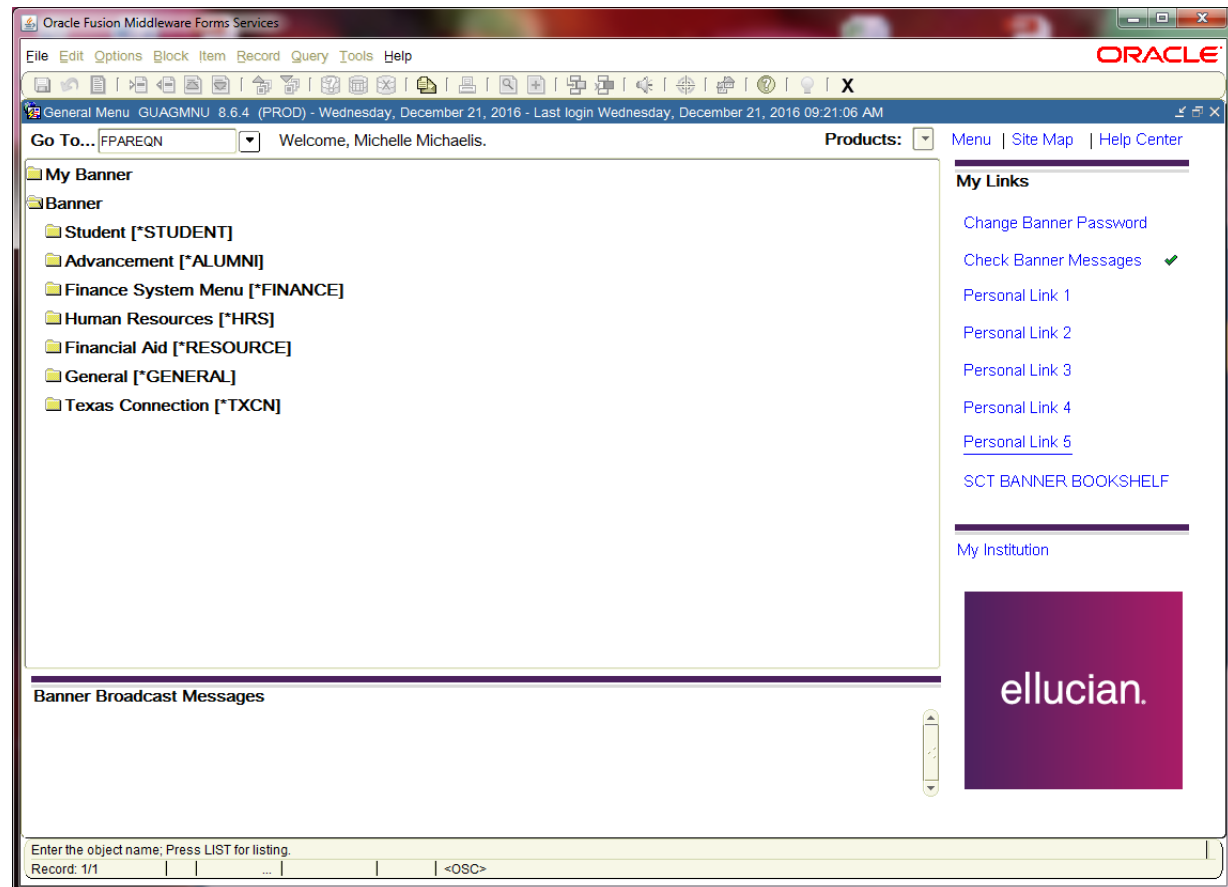 Oracle Fusion Middleware Forms Services
File Edit Options Block Item Record Query Tools Help
ORACLE
X
General Menu GUAGMNU 8.6.4 (PROD) - Wednesday, December 21, 2016 - Last login Wednesday, December 21, 2016 09:21:06 AM
Go To... FPAREQN Welcome, Michelle Michaelis. Products: Menu | Site Map | Help Center
My Banner
Banner
Student [*STUDENT]
Advancement [*ALUMNI]
Finance System Menu [*FINANCE]
Human Resources [*HRS]
Financial Aid [*RESOURCE]
General [*GENERAL]
Texas Connection [*TXCN]
My Links
Change Banner Password
Check Banner Messages
Personal Link 1
Personal Link 2
Personal Link 3
Personal Link 4
Personal Link 5
SCT BANNER BOOKSHELF
My Institution
ellucian.
Banner Broadcast Messages
Enter the object name; Press LIST for listing.
Record: 1/1 ... <OSC>